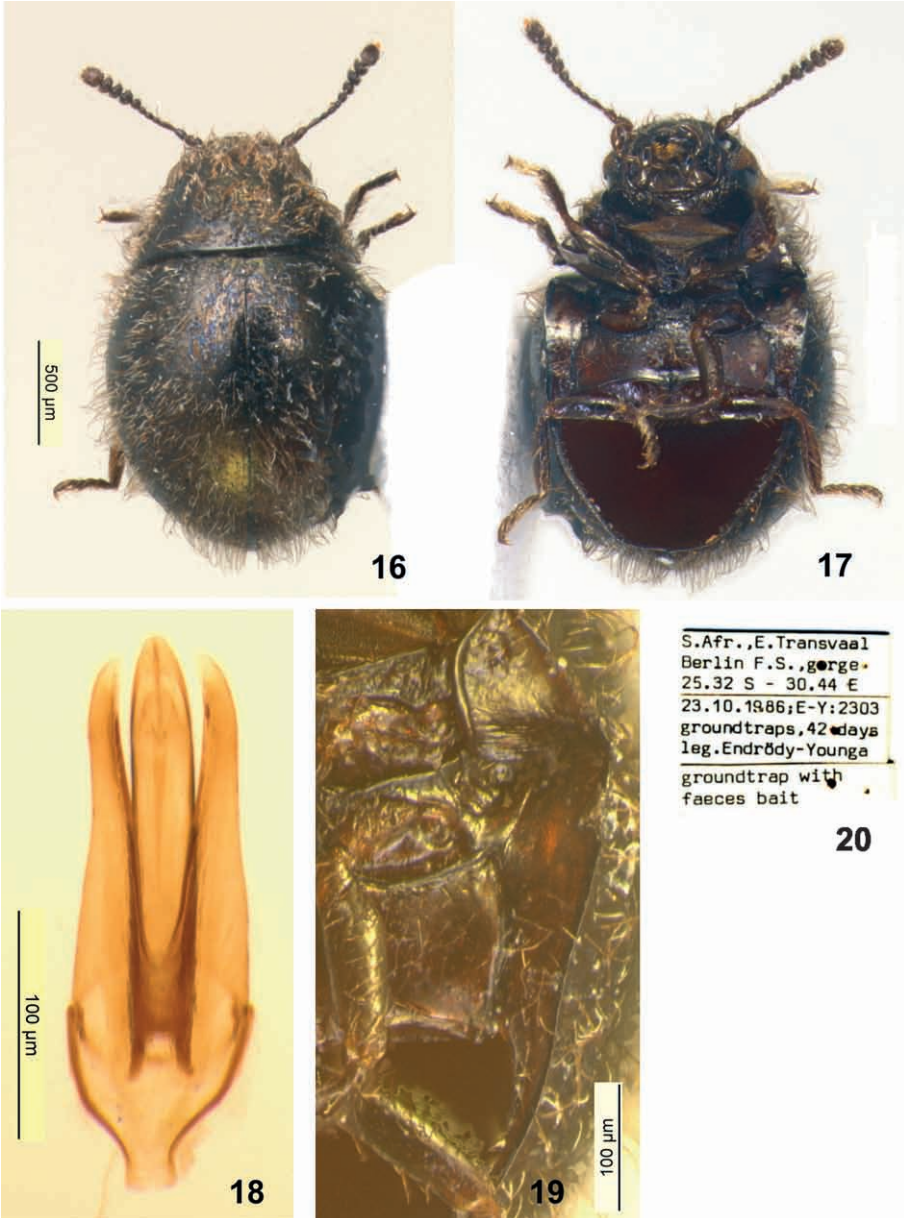 500 µm
16
17
100 µm
18
100 µm
19
S.Afr.,E.Transvaal
Berlin F.S.,gorge
25.32 S - 30.44 E
23.10.1986;E-Y:2303
groundtraps,42 days
leg.Endrödy-Younga
groundtrap with
faeces bait
20